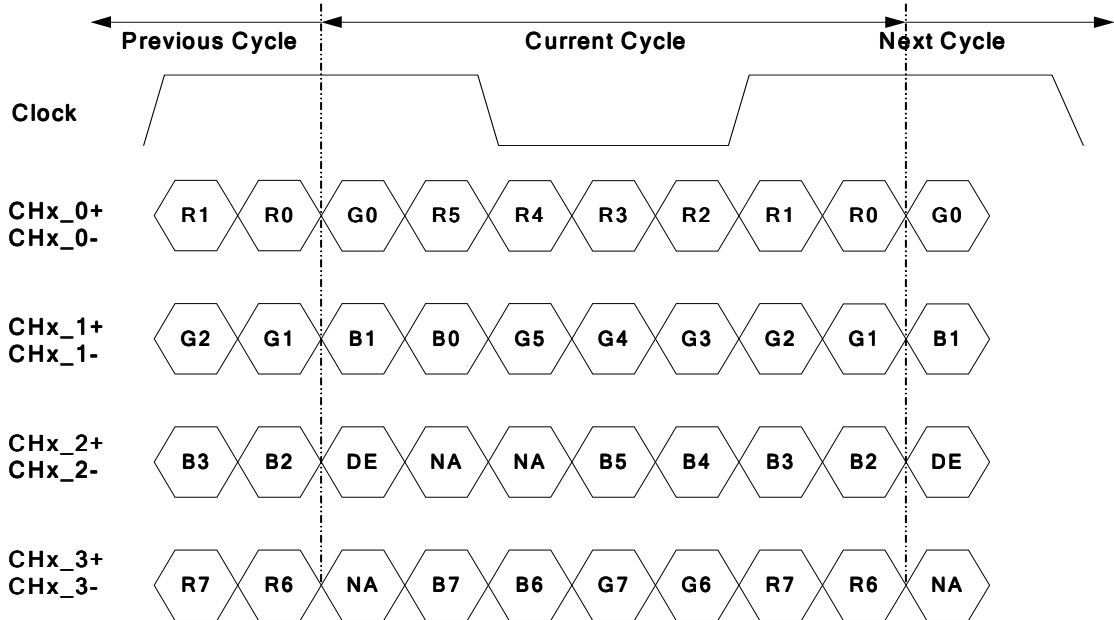 Previous Cycle Current Cycle Next Cycle
Clock
CHx_0+
CHx_0-
R1 R0 G0 R5 R4 R3 R2 R1 R0 G0
CHx_1+
CHx_1-
G2 G1 B1 B0 G5 G4 G3 G2 G1 B1
CHx_2+
CHx_2-
B3 B2 DE NA NA B5 B4 B3 B2 DE
CHx_3+
CHx_3-
R7 R6 NA B7 B6 G7 G6 R7 R6 NA